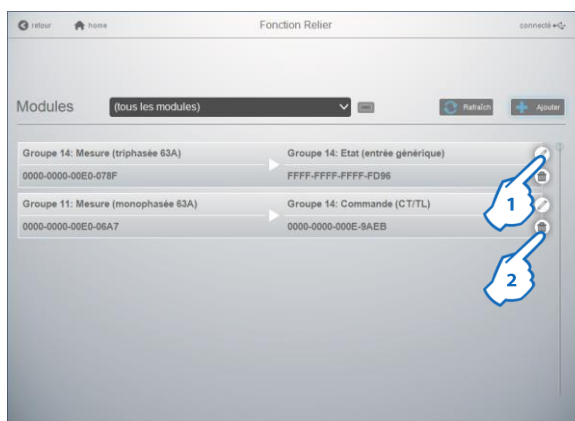 retour home Fonction Relier connecté
Modules (tous les modules) Rafraîch Ajouter
Groupe 14: Mesure (triphasée 63A) Groupe 14: Etat (entrée générique)
0000-0000-00E0-078F FFFF-FFFF-FFFF-FD96
1
Groupe 11: Mesure (monophasée 63A) Groupe 14: Commande (CT/TL)
0000-0000-00E0-06A7 0000-0000-000E-9AEB
2